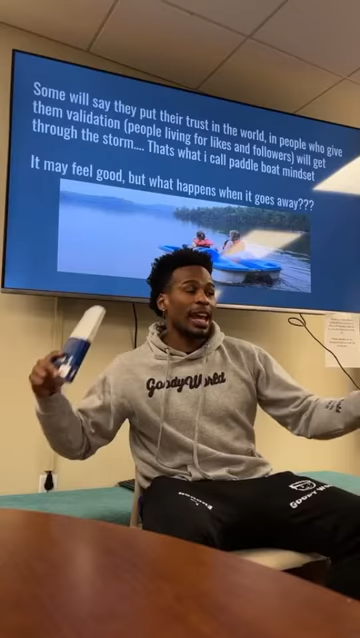 Some will say they put their trust in the world, in people who give
them validation (people living for likes and followers) will get
through the storm.... Thats what i call paddle boat mindset
It may feel good, but what happens when it goes away???
GoodyWorld